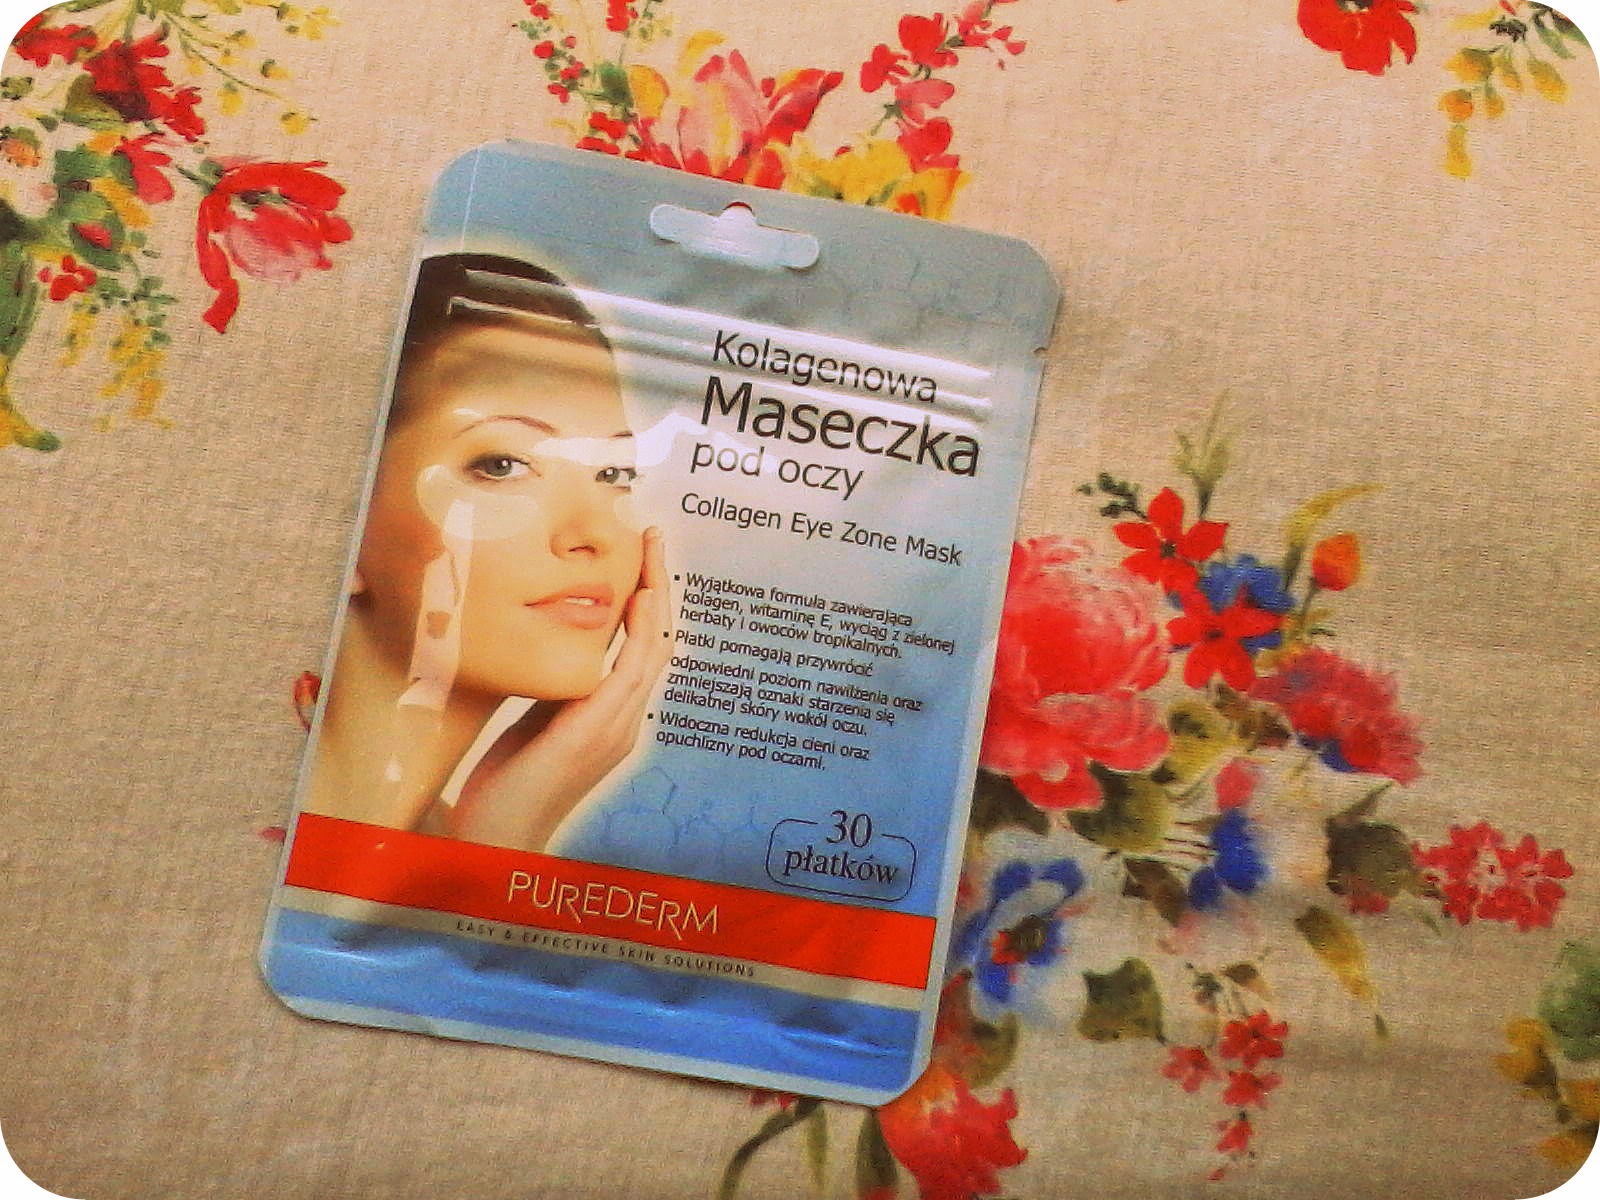 Kolagenowa
Maseczka
pod oczy
Collagen Eye Zone Mask
• Wyjątkowa formuła zawierająca
kolagen, witaminę E, wyciąg z zielonej
herbaty i owoców tropikalnych.
• Płatki pomagają przywrócić
odpowiedni poziom nawilżenia oraz
zmniejszają oznaki starzenia się
delikatnej skóry wokół oczu.
• Widoczna redukcja cieni oraz
opuchlizny pod oczami.
30
płatków
PUREDERM
EASY & EFFECTIVE SKIN SOLUTIONS